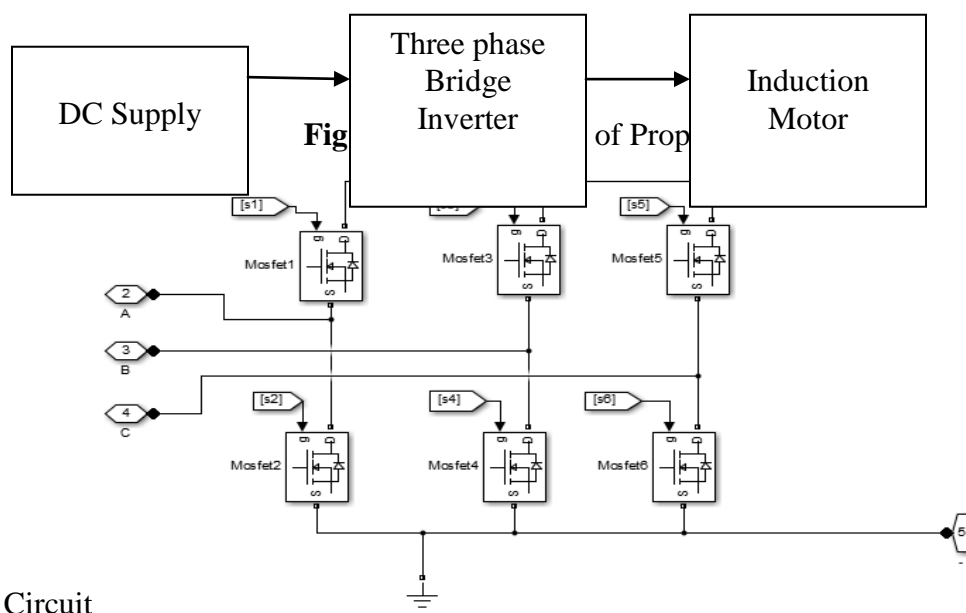 DC Supply
Three phase
Bridge
Inverter
Induction
Motor
Fig of Prop
[s1]
[s5]
Mosfet1
Mosfet3
Mosfet5
g D S
g D S
g D S
2
A
3
B
4
C
[s2]
[s4]
[s6]
Mosfet2
Mosfet4
Mosfet6
g D S
g D S
g D S
5
-
Circuit